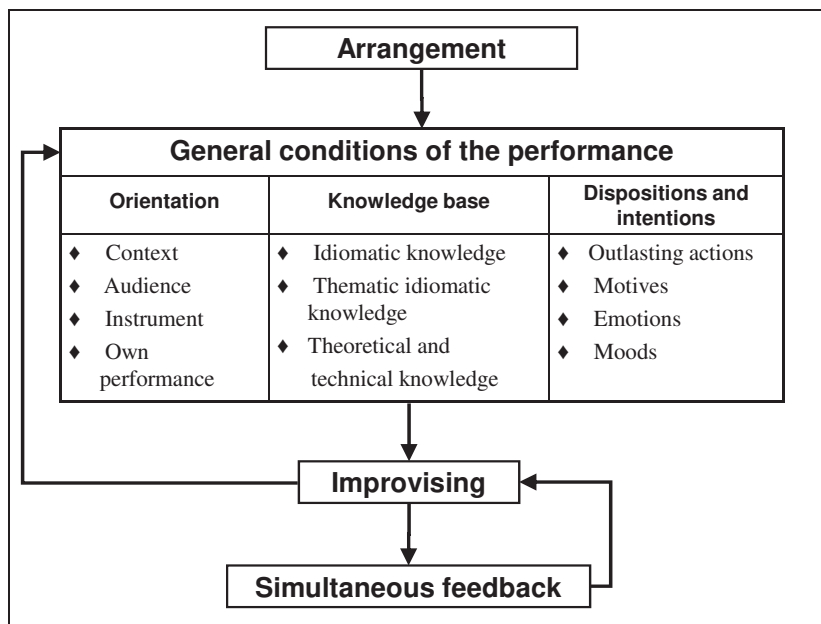 Arrangement
General conditions of the performance
Orientation
♦ Context
♦ Audience
♦ Instrument
♦ Own
performance
Knowledge base
♦ Idiomatic knowledge
♦ Thematic idiomatic
knowledge
♦ Theoretical and
technical knowledge
Dispositions and
intentions
♦ Outlasting actions
♦ Motives
♦ Emotions
♦ Moods
Improvising
Simultaneous feedback